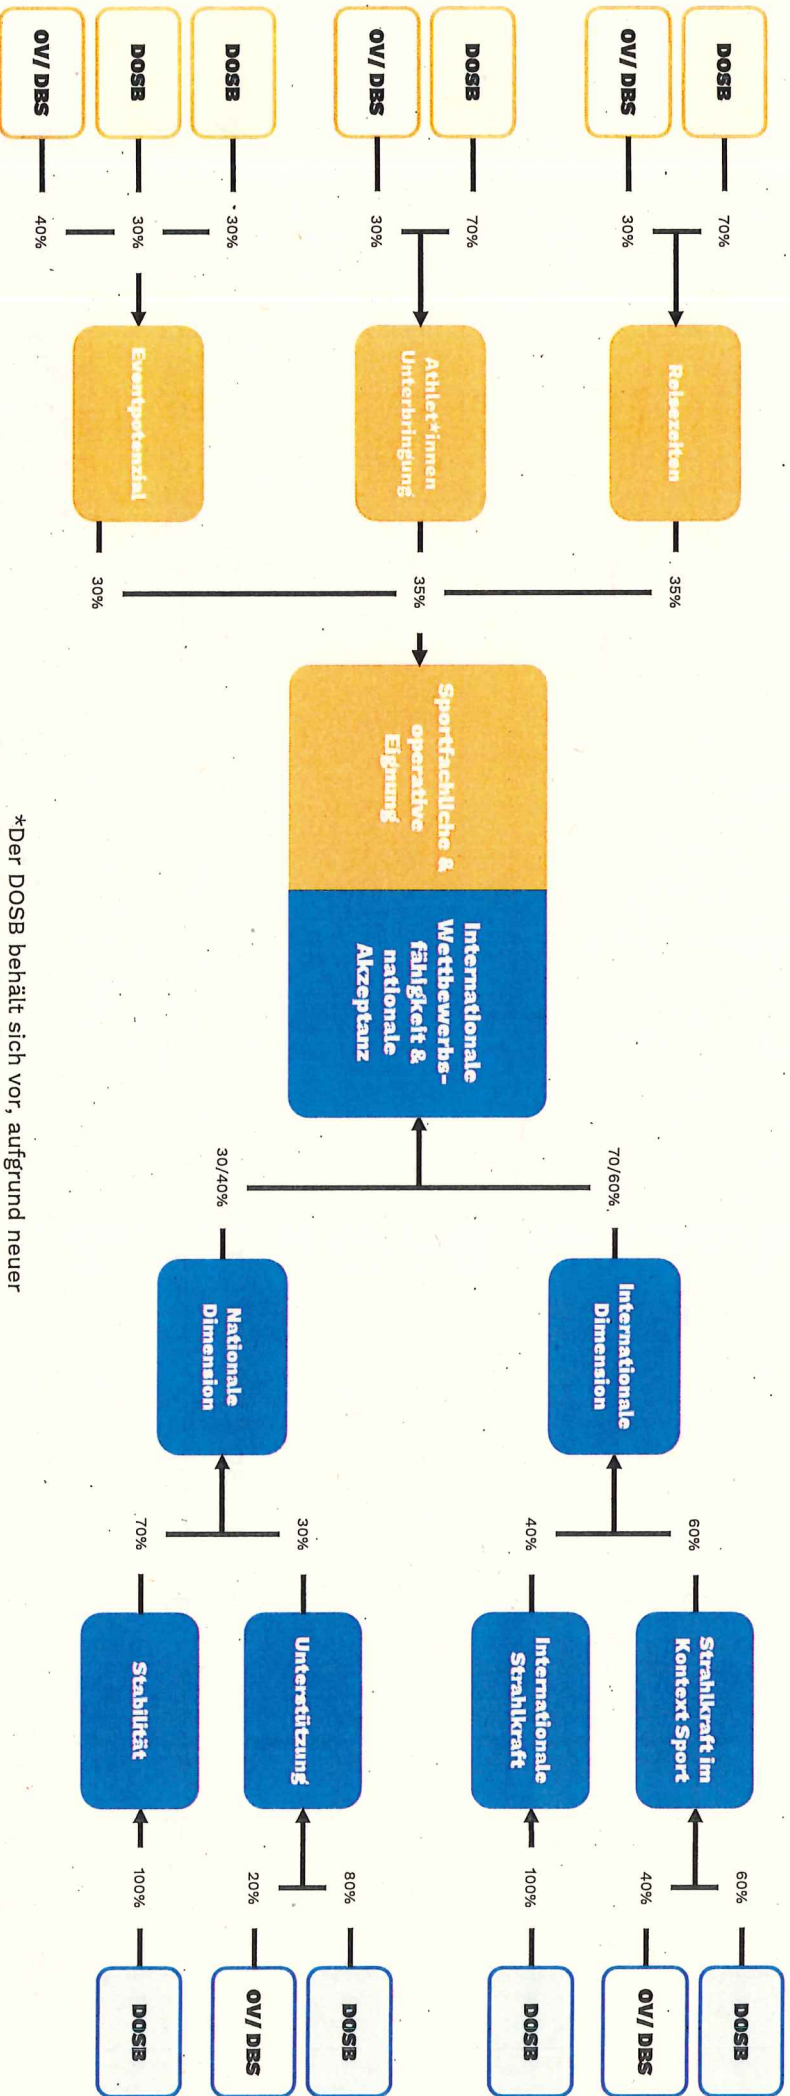 DOSB
70%
OV/ DBS
30%
Reisezeiten
35%
DOSB
70%
OV/ DBS
30%
Athlet*innen
Unterbringung
35%
DOSB
30%
DOSB
30%
OV/ DBS
40%
Eventpotenzial
30%
Sportfachliche &
operative
Eignung
Internationale
Wettbewerbs-
fähigkeit &
nationale
Akzeptanz
70/60%
Internationale
Dimension
30/40%
Nationale
Dimension
60%
Strahlkraft im
Kontext Sport
60%
DOSB
40%
OV// DBS
40%
Internationale
Strahlkraft
100%
DOSB
30%
Unterstützung
80%
DOSB
20%
OV// DBS
70%
Stabilität
100%
DOSB
*Der DOSB behält sich vor, aufgrund neuer